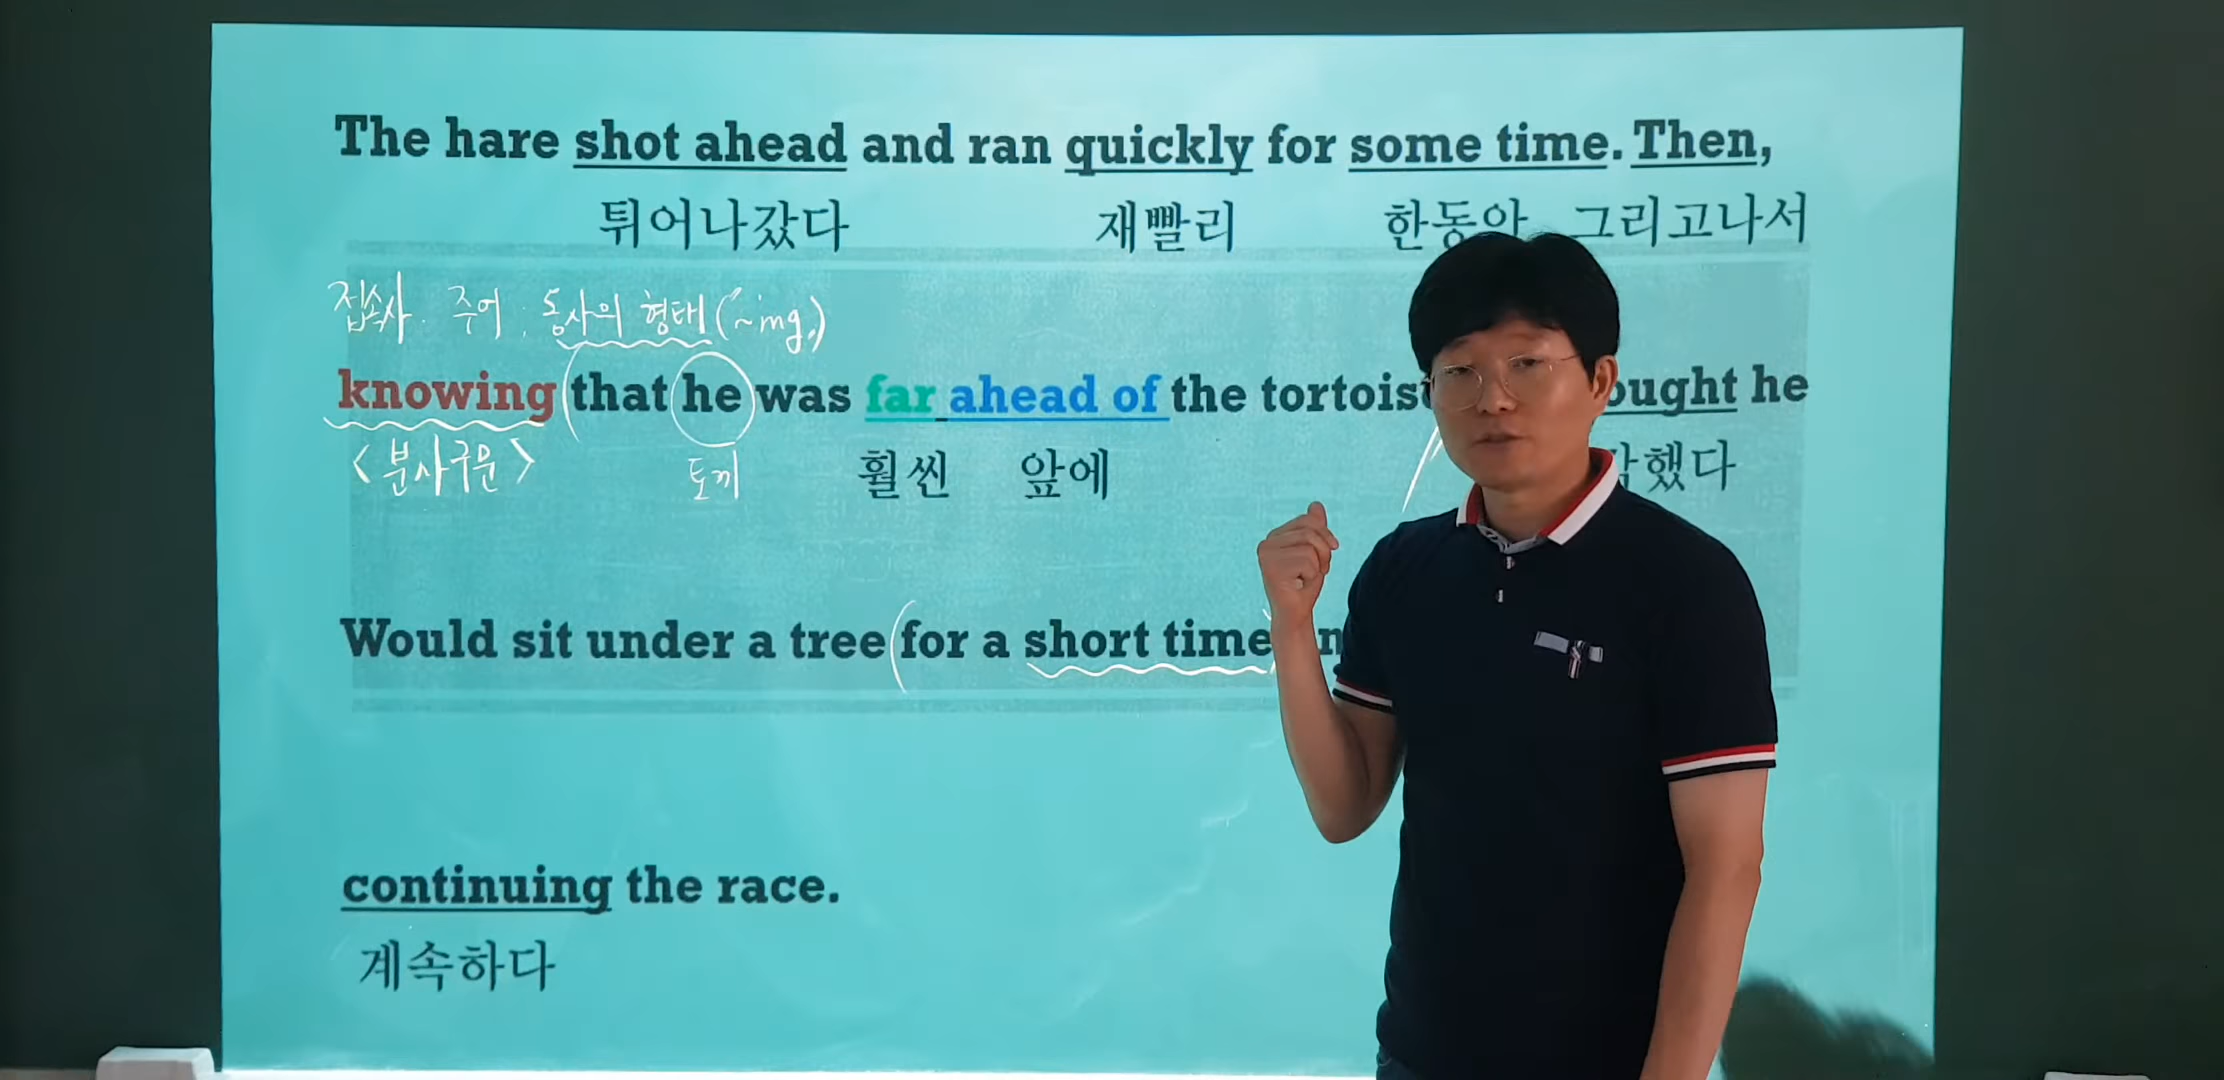 The hare shot ahead and ran quickly for some time. Then,
튀어나갔다 재빨리 한동안 그리고나서
접속사. 주어 : 동사의 형태 (~ing.)
knowing (that he was far ahead of the tortois ought he
<분사구문> 토끼 훨씬 앞에 했다
Would sit under a tree (for a short time)
continuing the race.
계속하다